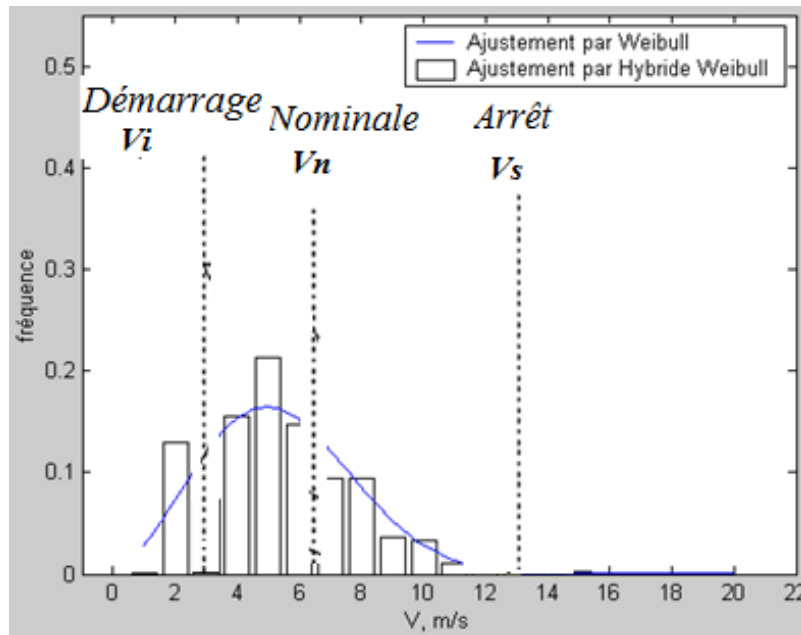 Ajustement par Weibull
Ajustement par Hybride Weibull
Démarrage
Vi
Nominale
Vn
Arrêt
Vs
0.5
0.4
0.3
0.2
0.1
0
fréquence
0 2 4 6 8 10 12 14 16 18 20 22
V, m/s